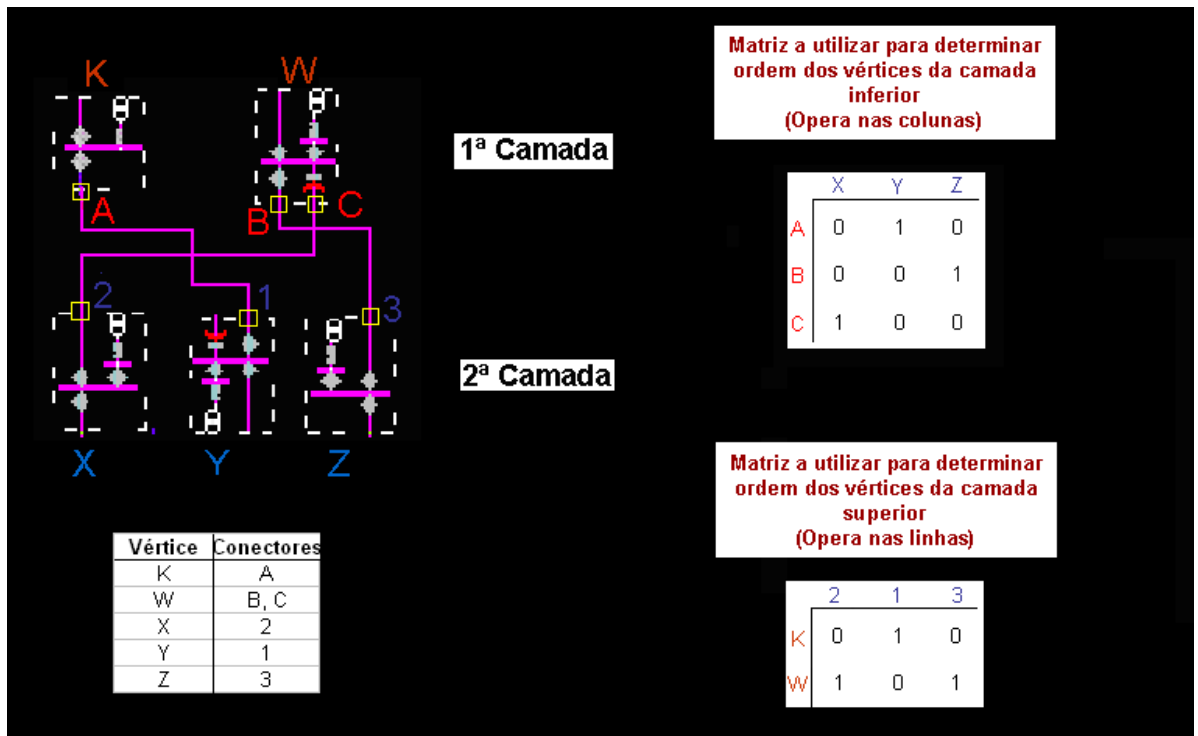 K
W
A
B
C
1ª Camada
2
1
3
2ª Camada
X
Y
Z
Vértice Conectores
K A
W B, C
X 2
Y 1
Z 3
Matriz a utilizar para determinar
ordem dos vértices da camada
inferior
(Opera nas colunas)
X Y Z
A 0 1 0
B 0 0 1
C 1 0 0
Matriz a utilizar para determinar
ordem dos vértices da camada
superior
(Opera nas linhas)
2 1 3
K 0 1 0
W 1 0 1